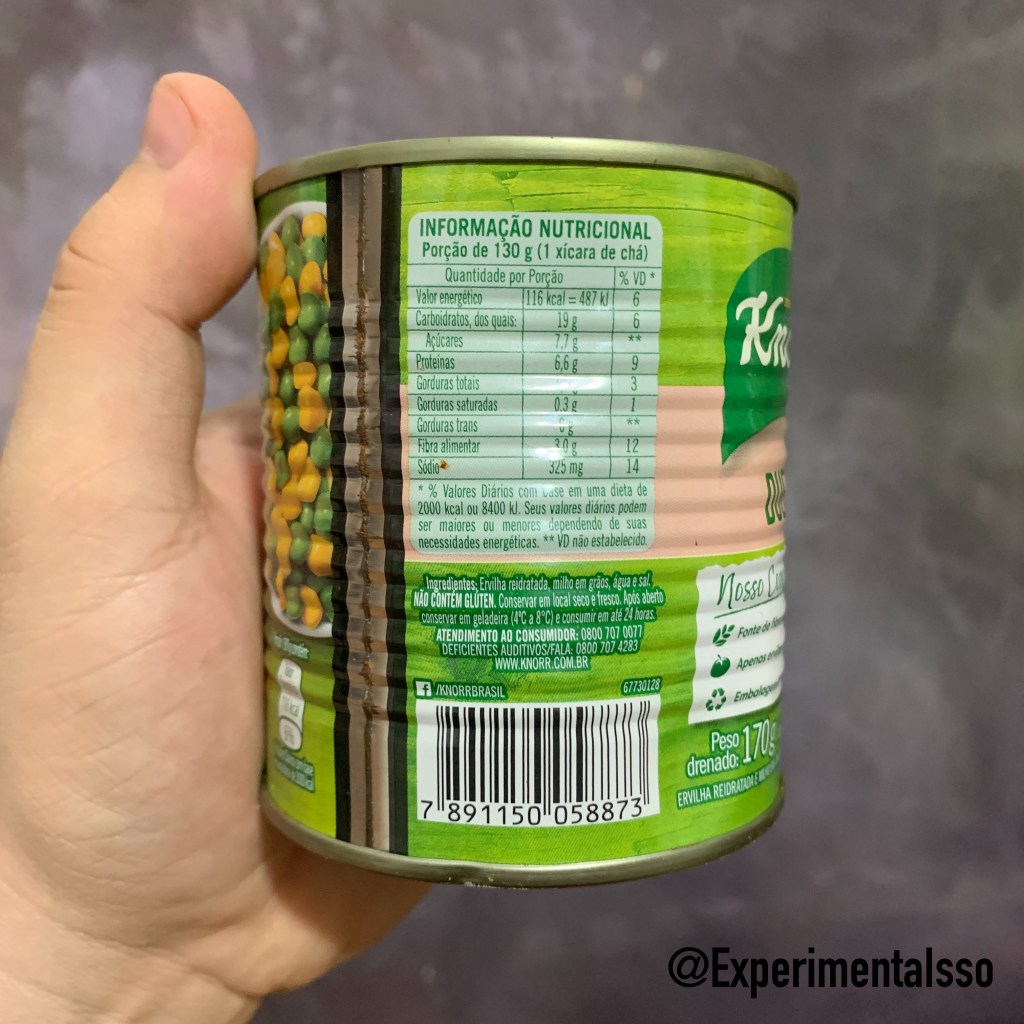 INFORMAÇÃO NUTRICIONAL
Porção de 130 g (1 xícara de chá)
Quantidade por Porção % VD *
Valor energético 116 kcal = 487 kJ 6
Carboidratos, dos quais: 19 g 6
Açúcares 7,7 g **
Proteínas 6,6 g 9
Gorduras totais 3
Gorduras saturadas 0,3 g 1
Gorduras trans 0 g **
Fibra alimentar 3,0 g 12
Sódio 325 mg 14
* % Valores Diários com base em uma dieta de
2000 kcal ou 8400 kJ. Seus valores diários podem
ser maiores ou menores dependendo de suas
necessidades energéticas. ** VD não estabelecido.
Ingredientes: Ervilha reidratada, milho em grãos, água e sal.
NÃO CONTÉM GLÚTEN. Conservar em local seco e fresco. Após aberto
conservar em geladeira (4ºC a 8ºC) e consumir em até 24 horas.
ATENDIMENTO AO CONSUMIDOR: 0800 707 0077
DEFICIENTES AUDITIVOS/FALA: 0800 707 4283
WWW.KNORR.COM.BR
f /KNORRBRASIL 67730128
7 891150 058873
Kno
DUE
Nosso
Fonte de
Apenas
Peso
drenado: 170g
ERVILHA REIDRATADA E
@ExperimentaIsso